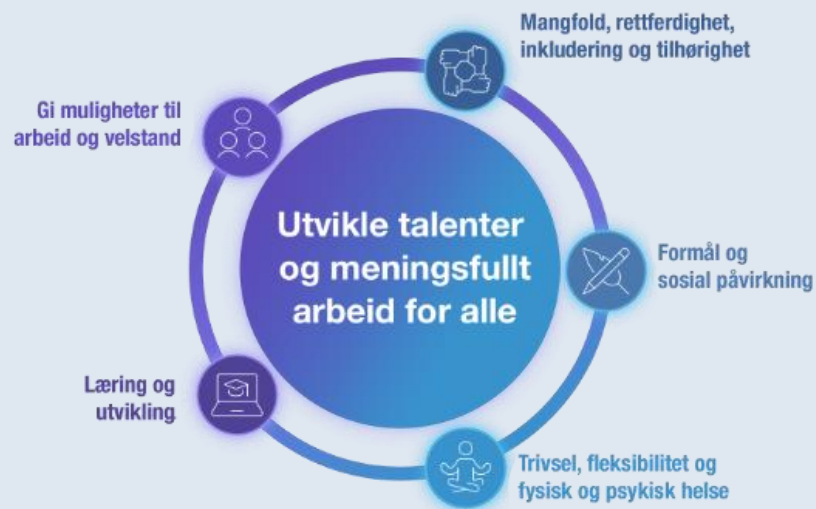 Mangfold, rettferdighet,
inkludering og tilhørighet
Gi muligheter til
arbeid og velstand
Utvikle talenter
og meningsfullt
arbeid for alle
Formål og
sosial påvirkning
Læring og
utvikling
Trivsel, fleksibilitet og
fysisk og psykisk helse